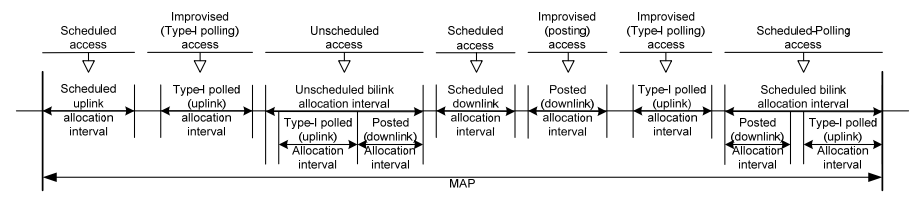 Scheduled
access
Improvised
(Type-I polling)
access
Unscheduled
access
Scheduled
access
Improvised
(posting)
access
Improvised
(Type-I polling)
access
Scheduled-Polling
access
Scheduled
uplink
allocation
interval
Type-I polled
(uplink)
allocation
interval
Unscheduled bilink
allocation interval
Type-I polled
(uplink)
Allocation
interval
Posted
(downlink)
Allocation
interval
Scheduled
downlink
allocation
interval
Posted
(downlink)
allocation
interval
Type-I polled
(uplink)
allocation
interval
Scheduled bilink
allocation interval
Posted
(downlink)
Allocation
interval
Type-I polled
(uplink)
Allocation
interval
MAP